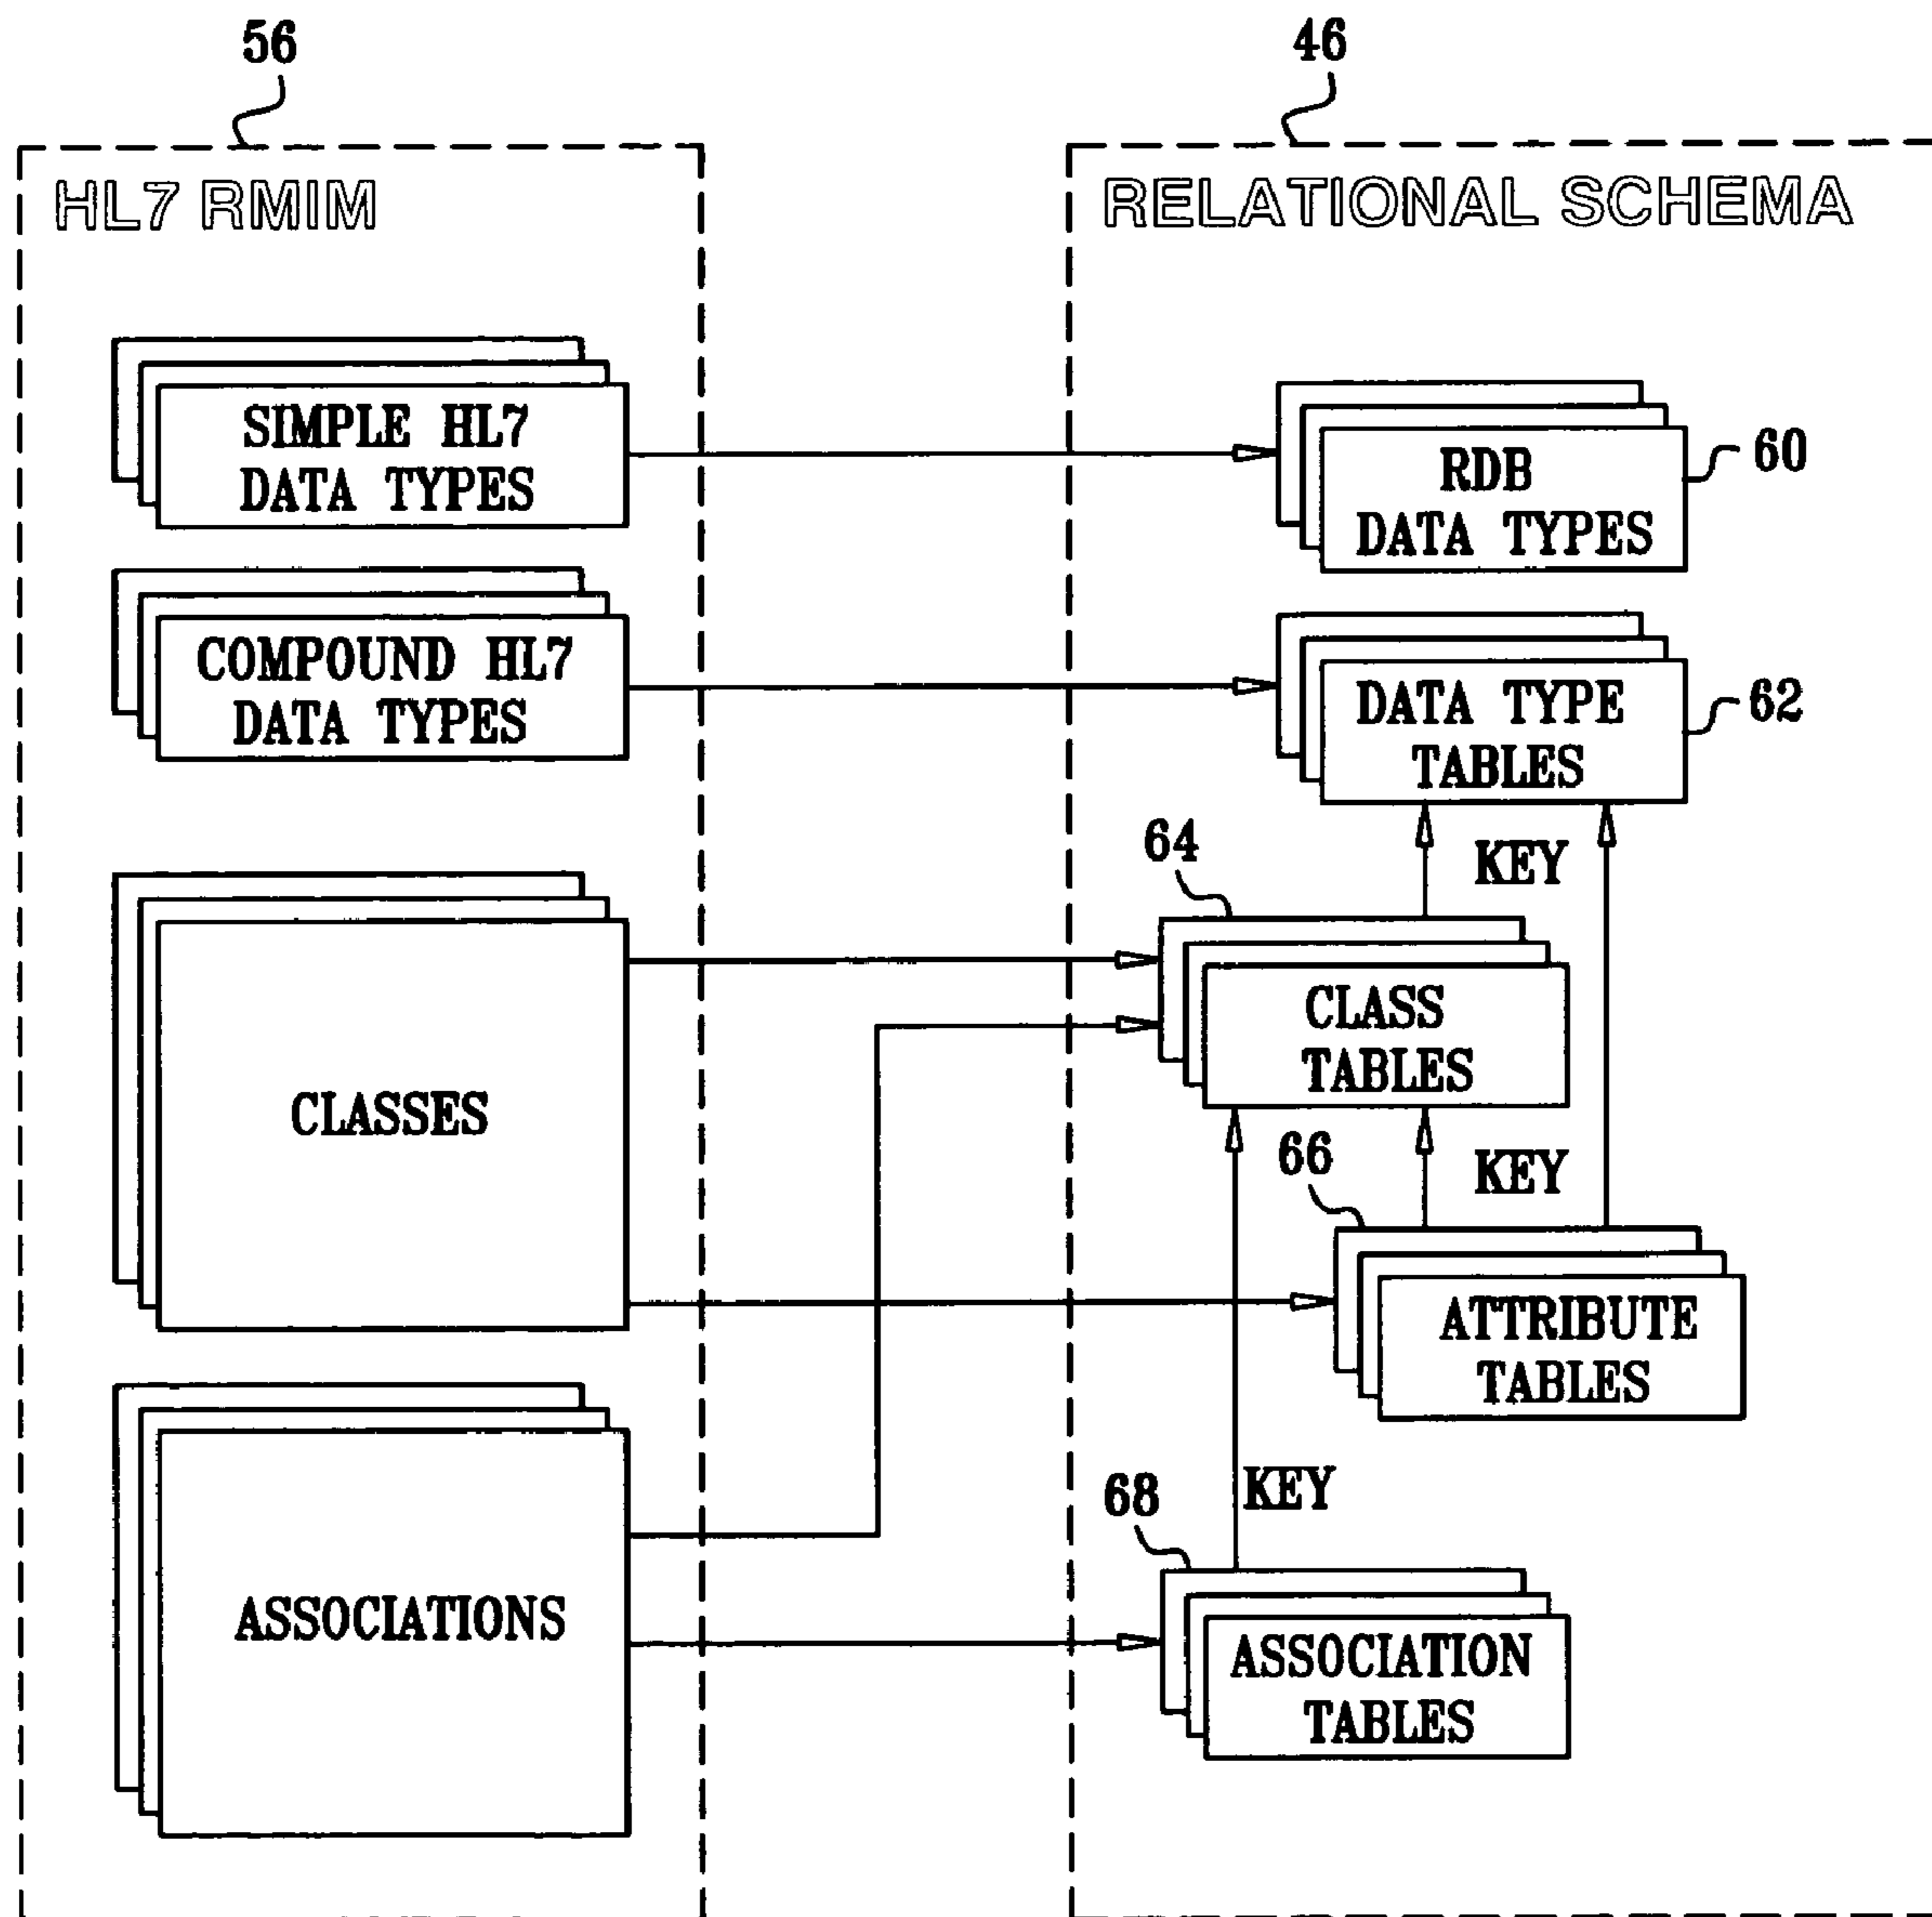 56
46
HL7 RMIM
RELATIONAL SCHEMA
SIMPLE HL7
DATA TYPES
RDB
DATA TYPES
60
COMPOUND HL7
DATA TYPES
DATA TYPE
TABLES
62
KEY
64
CLASSES
CLASS
TABLES
KEY
66
ATTRIBUTE
TABLES
KEY
68
ASSOCIATIONS
ASSOCIATION
TABLES